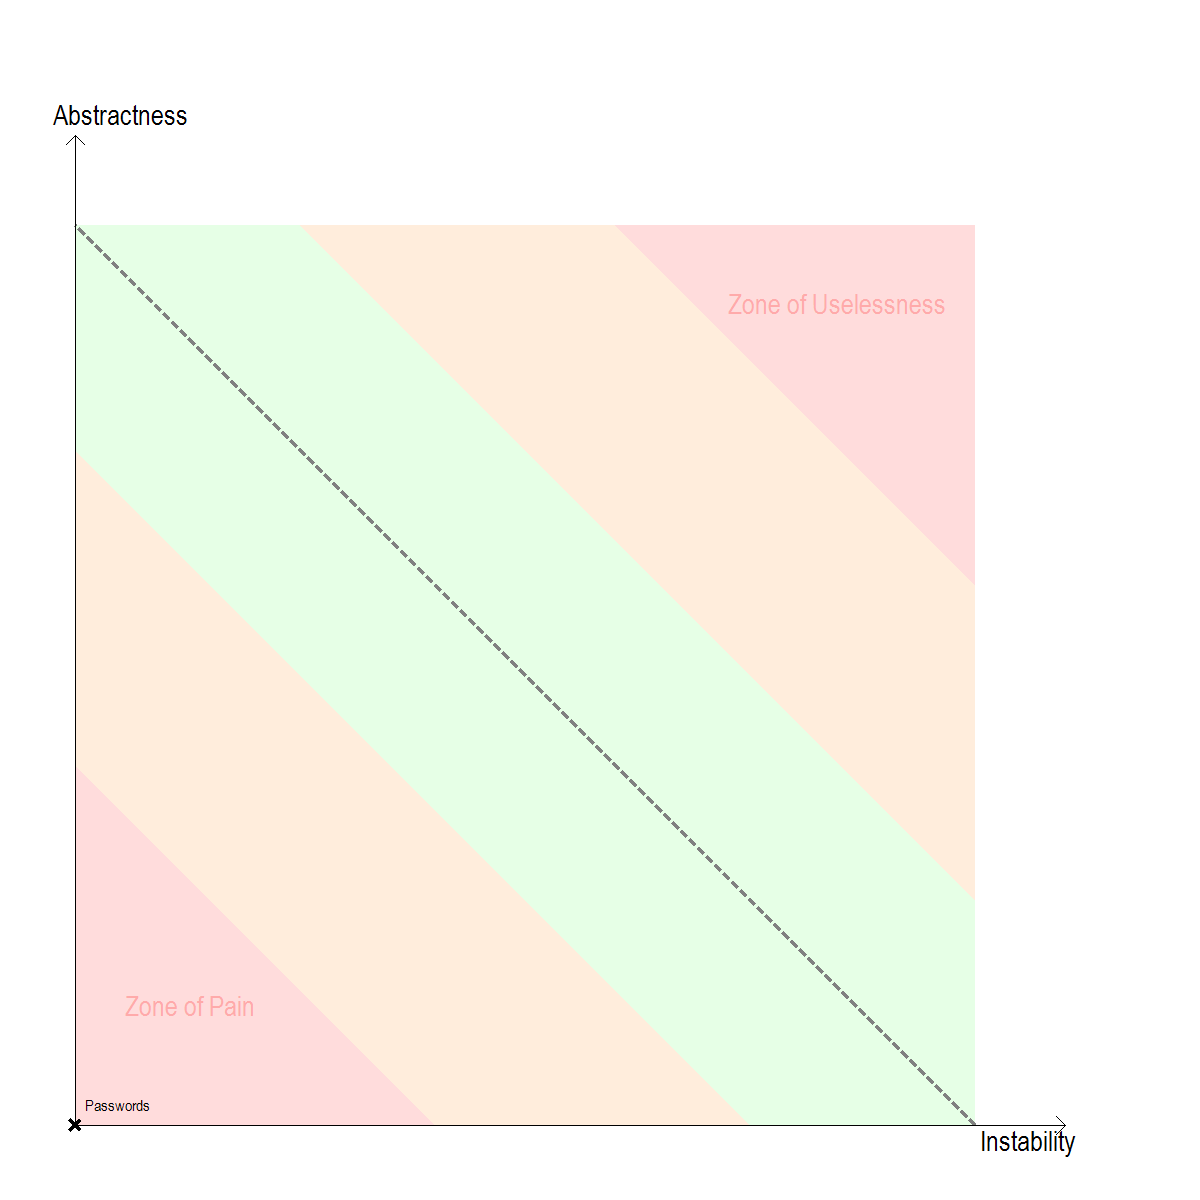 Abstractness
Zone of Uselessness
Zone of Pain
Passwords
Instability